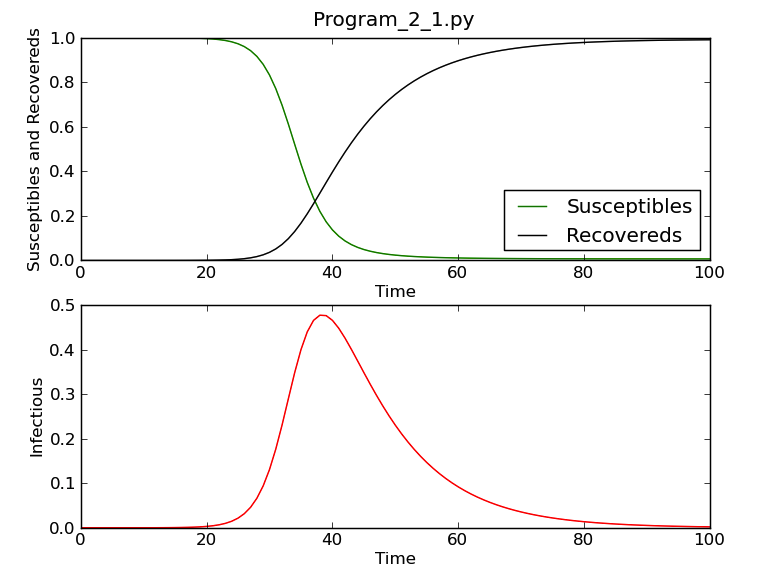 Program_2_1.py
Susceptibles and Recovereds
1.0
0.8
0.6
0.4
0.2
0.0
Susceptibles
Recovereds
0 20 40 60 80 100
Time
Infectious
0.5
0.4
0.3
0.2
0.1
0.0
0 20 40 60 80 100
Time